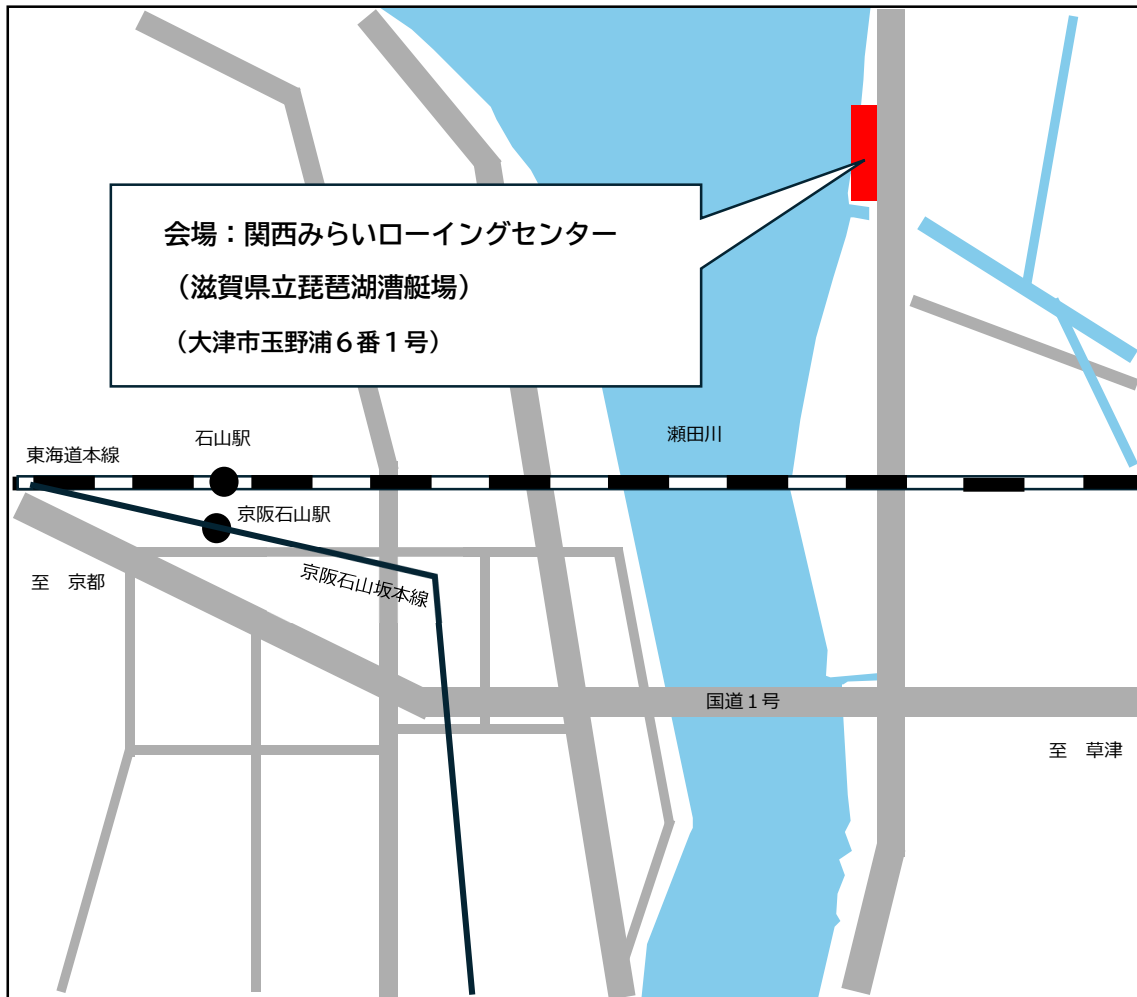 会場：関西みらいローイングセンター
（滋賀県立琵琶湖漕艇場）
（大津市玉野浦６番１号）
瀬田川
石山駅
東海道本線
京阪石山駅
至　京都
京阪石山坂本線
国道１号
至　草津